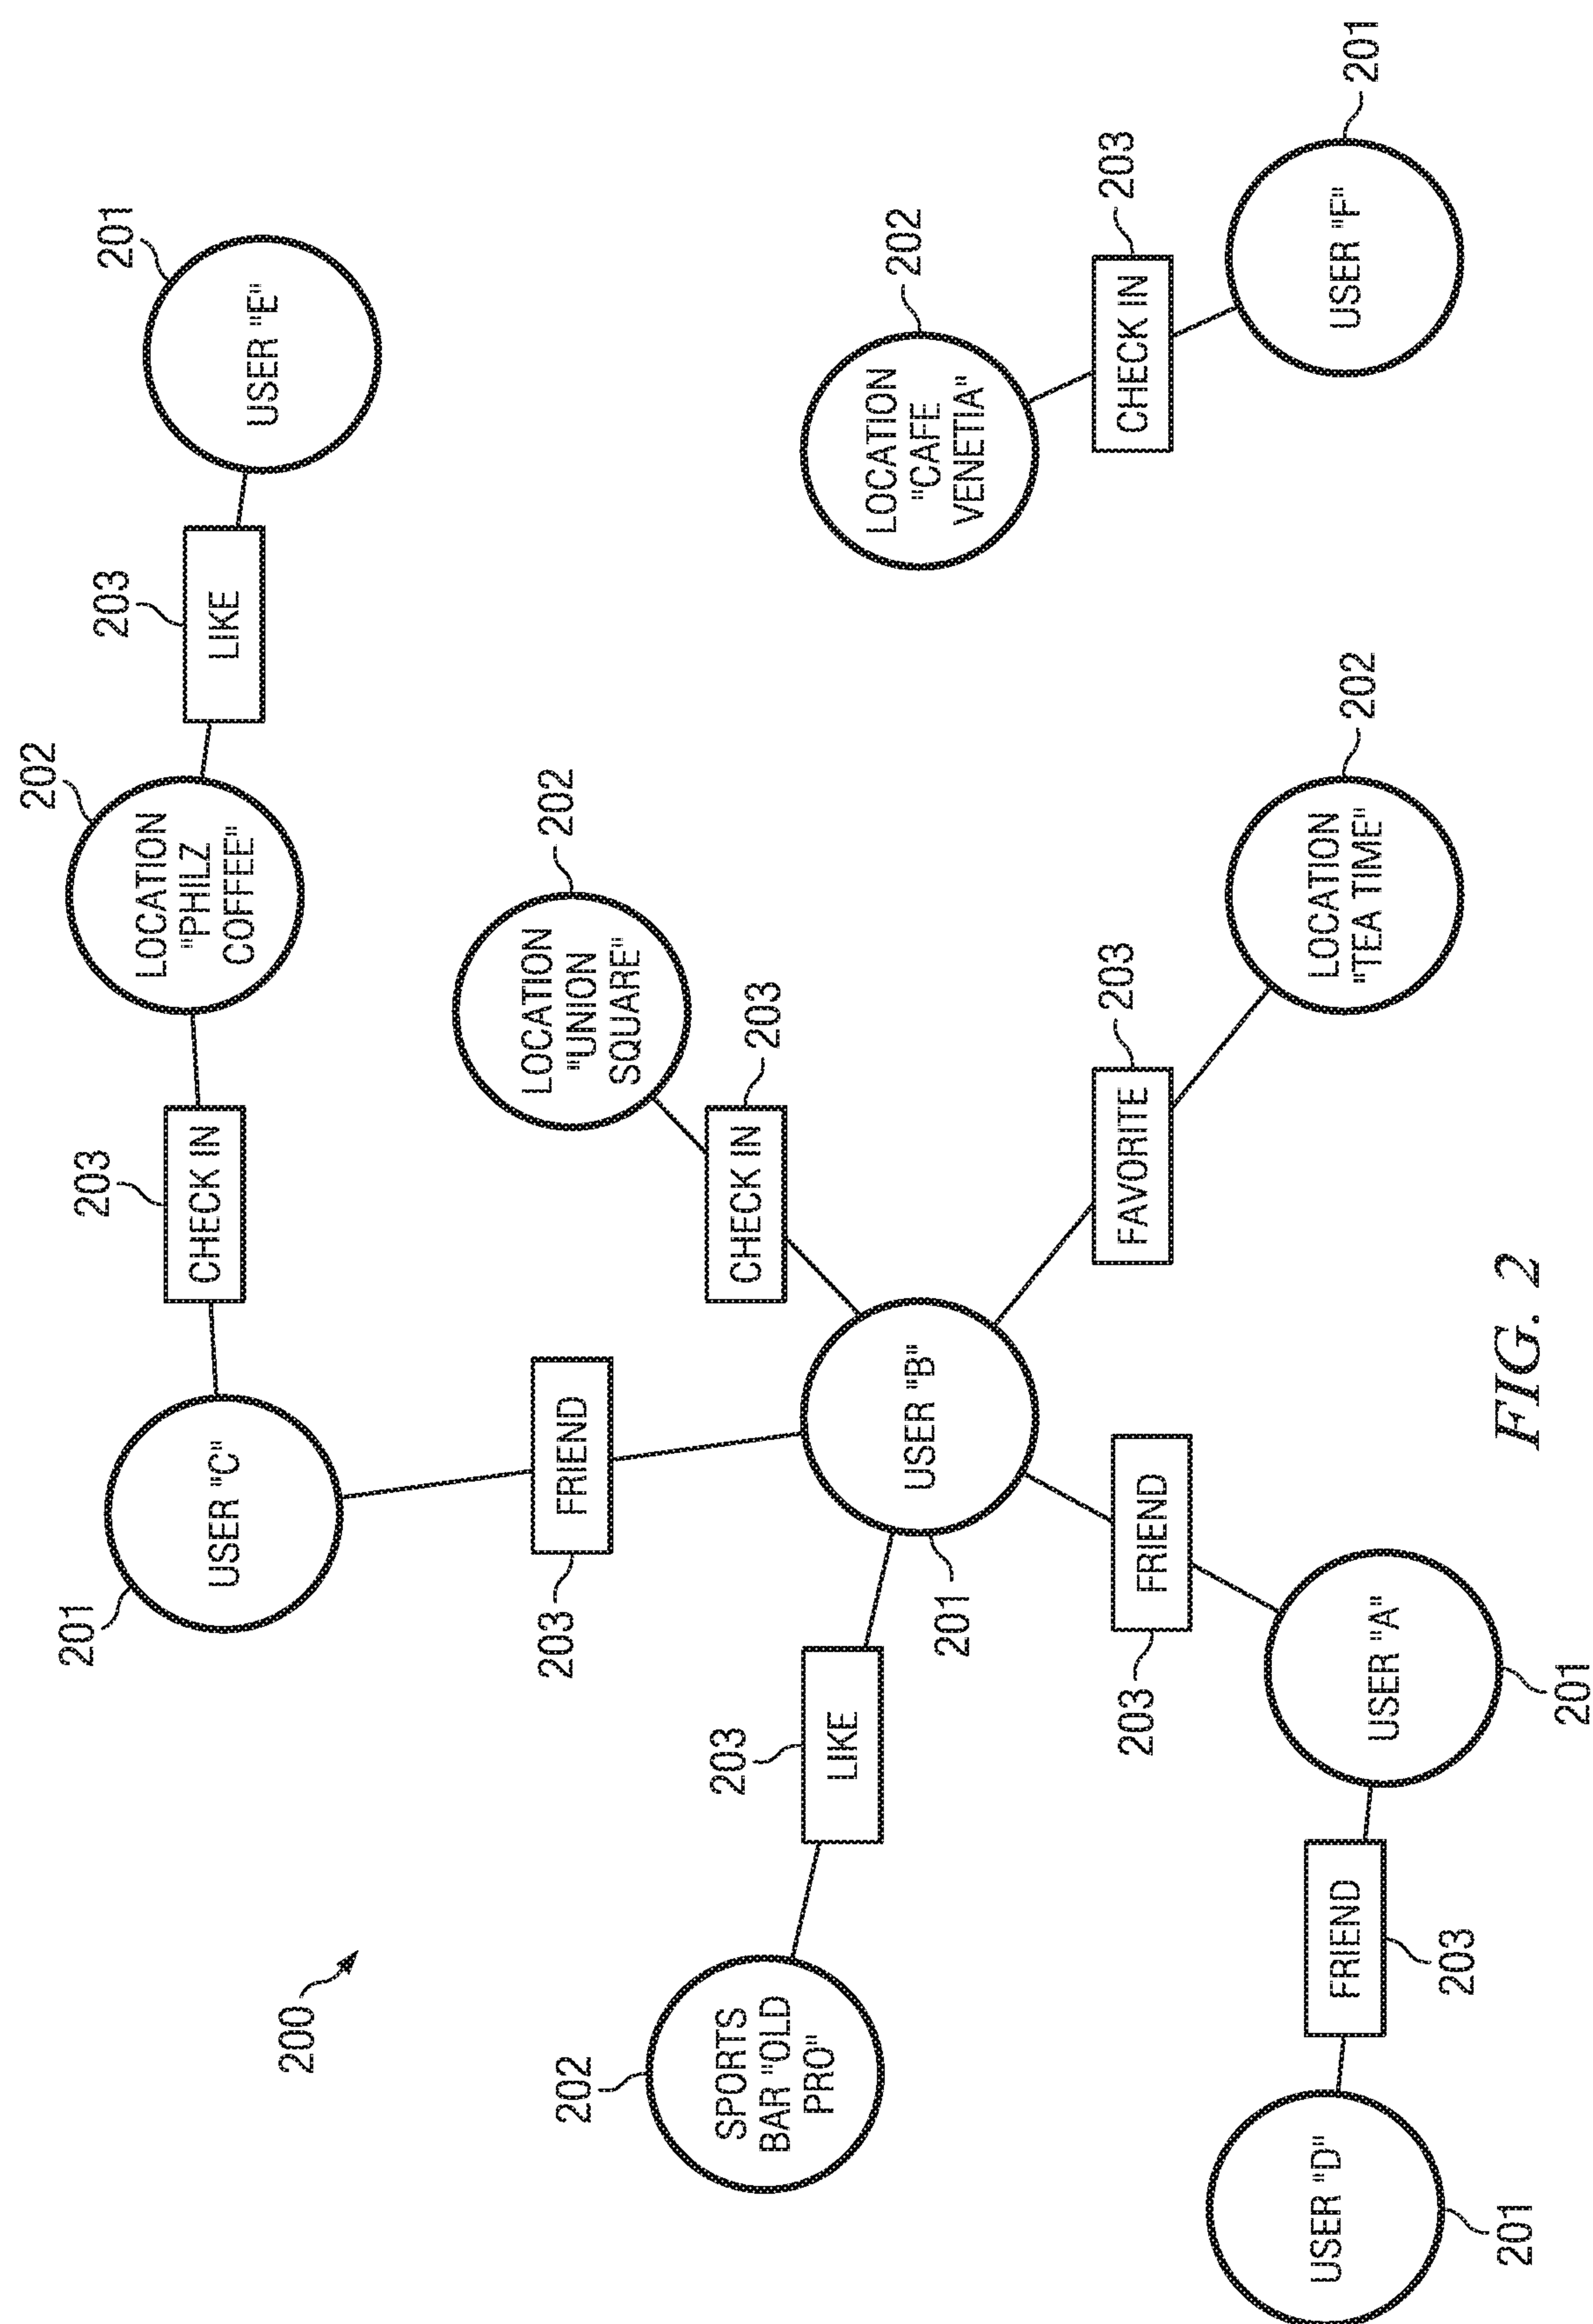 200
201
USER "C"
203
CHECK IN
202
LOCATION
"PHILZ
COFFEE"
203
LIKE
201
USER "E"
203
FRIEND
202
LOCATION
"UNION
SQUARE"
203
CHECK IN
202
SPORTS
BAR "OLD
PRO"
203
LIKE
USER "B"
201
202
LOCATION
"CAFE
VENETIA"
203
CHECK IN
201
USER "F"
203
FRIEND
203
FAVORITE
202
LOCATION
"TEA TIME"
USER "D"
201
FRIEND
203
USER "A"
201
FIG. 2